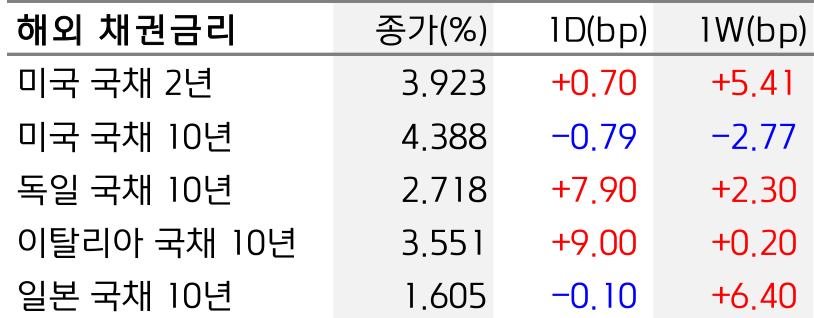 해외 채권금리 종가(%) 1D(bp) 1W(bp)
미국 국채 2년 3.923 +0.70 +5.41
미국 국채 10년 4.388 -0.79 -2.77
독일 국채 10년 2.718 +7.90 +2.30
이탈리아 국채 10년 3.551 +9.00 +0.20
일본 국채 10년 1.605 -0.10 +6.40